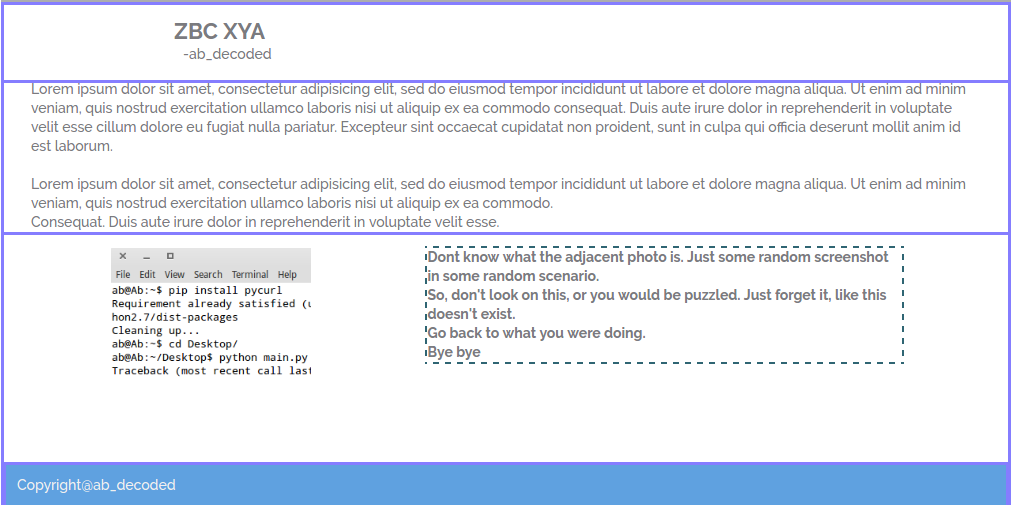 ZBC XYA
-ab_decoded
Lorem ipsum dolor sit amet, consectetur adipisicing elit, sed do eiusmod tempor incididunt ut labore et dolore magna aliqua. Ut enim ad minim
veniam, quis nostrud exercitation ullamco laboris nisi ut aliquip ex ea commodo consequat. Duis aute irure dolor in reprehenderit in voluptate
velit esse cillum dolore eu fugiat nulla pariatur. Excepteur sint occaecat cupidatat non proident, sunt in culpa qui officia deserunt mollit anim id
est laborum.
Lorem ipsum dolor sit amet, consectetur adipisicing elit, sed do eiusmod tempor incididunt ut labore et dolore magna aliqua. Ut enim ad minim
veniam, quis nostrud exercitation ullamco laboris nisi ut aliquip ex ea commodo.
Consequat. Duis aute irure dolor in reprehenderit in voluptate velit esse.
File Edit View Search Terminal Help
ab@Ab:~$ pip install pycurl
Requirement already satisfied (
hon2.7/dist-packages
Cleaning up...
ab@Ab:~$ cd Desktop/
ab@Ab:~/Desktop$ python main.py
Traceback (most recent call last
Dont know what the adjacent photo is. Just some random screenshot
in some random scenario.
So, don't look on this, or you would be puzzled. Just forget it, like this
doesn't exist.
Go back to what you were doing.
Bye bye
Copyright@ab_decoded